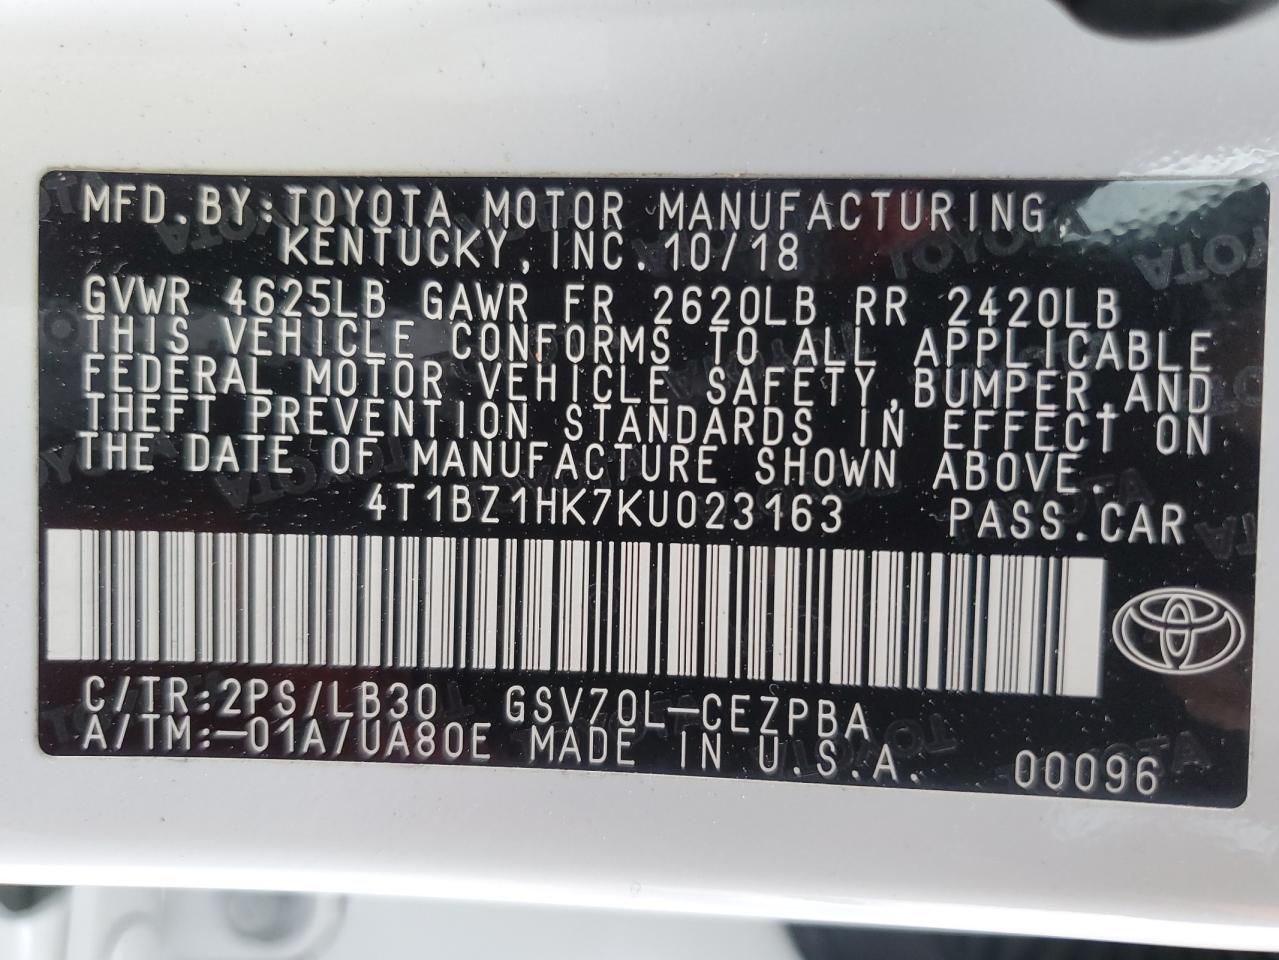 MFD.BY:TOYOTA MOTOR MANUFACTURING,
KENTUCKY,INC.10/18
GVWR 4625LB GAWR FR 2620LB RR 2420LB
THIS VEHICLE CONFORMS TO ALL APPLICABLE
FEDERAL MOTOR VEHICLE SAFETY,BUMPER,AND
THEFT PREVENTION STANDARDS IN EFFECT ON
THE DATE OF MANUFACTURE SHOWN ABOVE.
4T1BZ1HK7KU023163 PASS.CAR
C/TR:2PS/LB30 GSV70L-CEZPBA
A/TM:-01A/UA80E MADE IN U.S.A. 00096